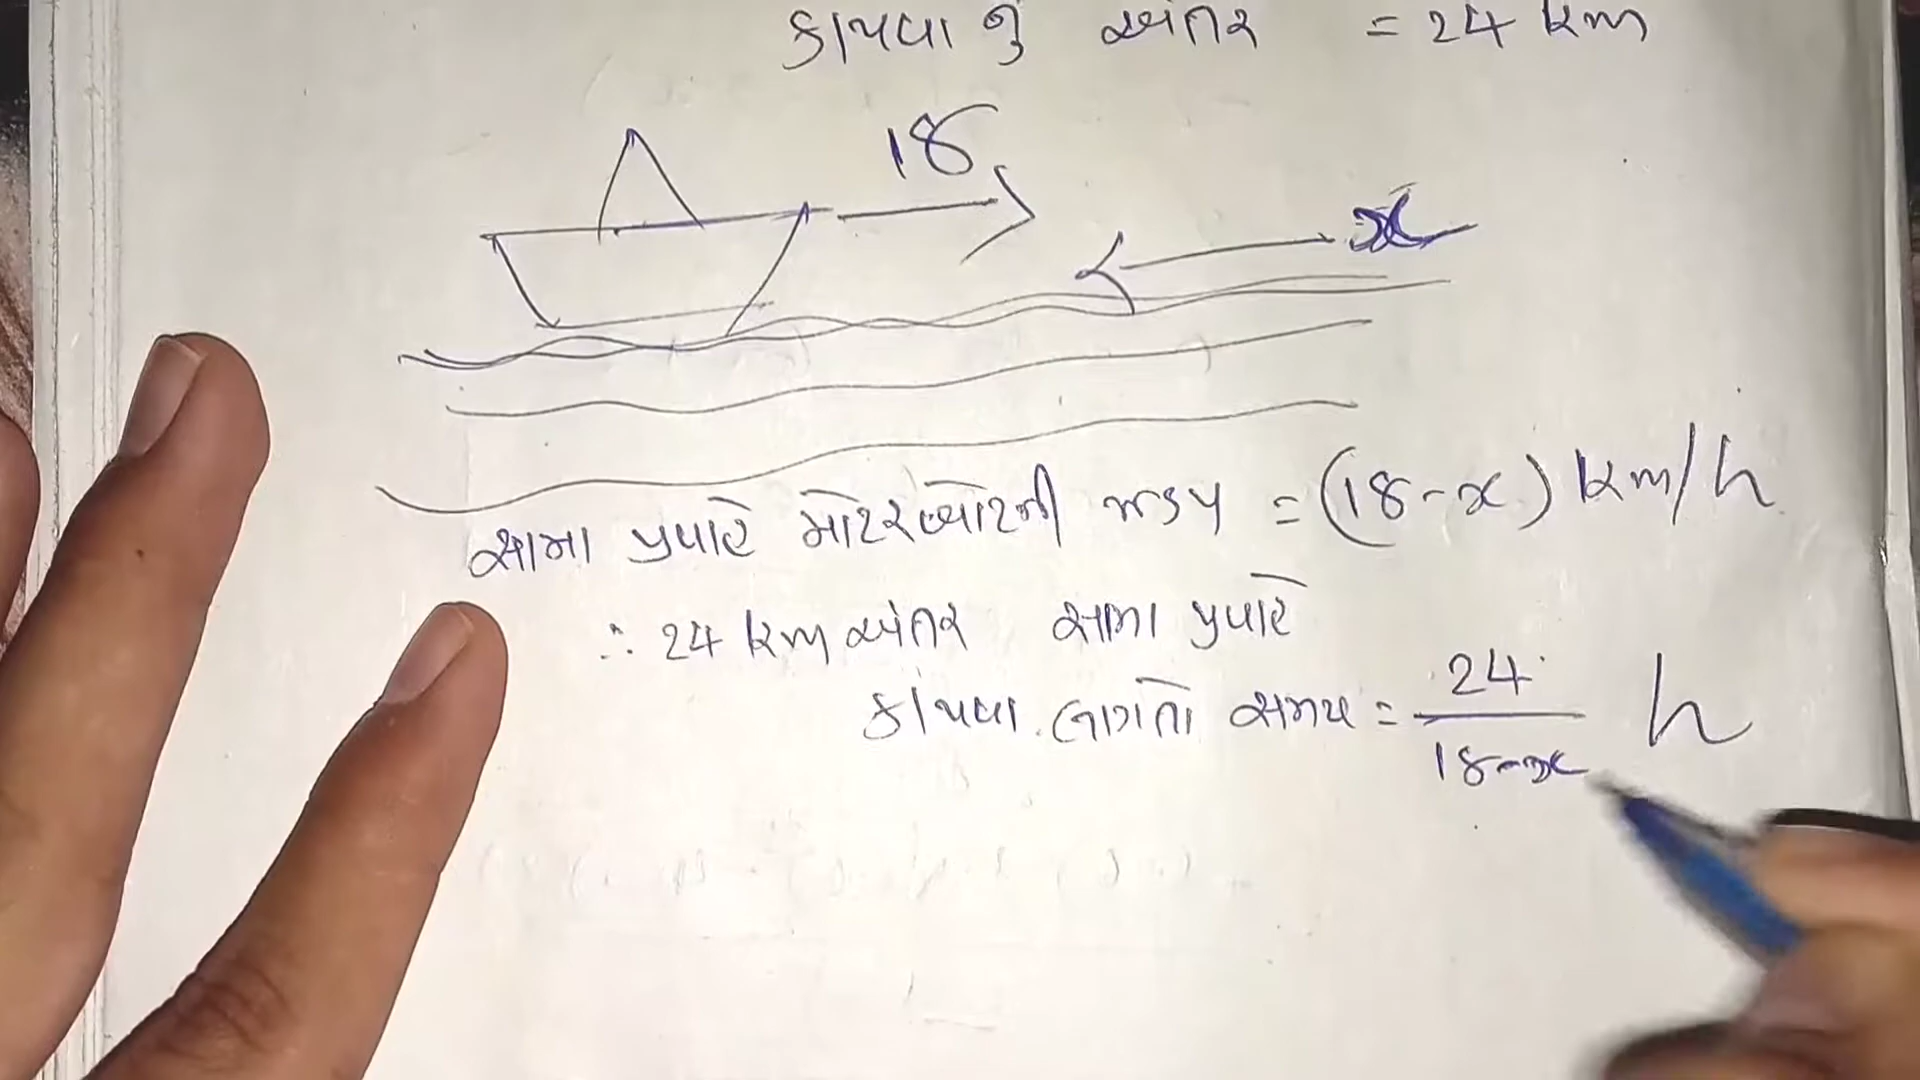 કાપવા નું અંતર = 24 km
18
x
સામા પ્રવાહે મોટરબોટની ઝડપ = (18-x) km/h
∴ 24 km અંતર સામા પ્રવાહે
કાપવા લાગતો સમય = 24/18-x h